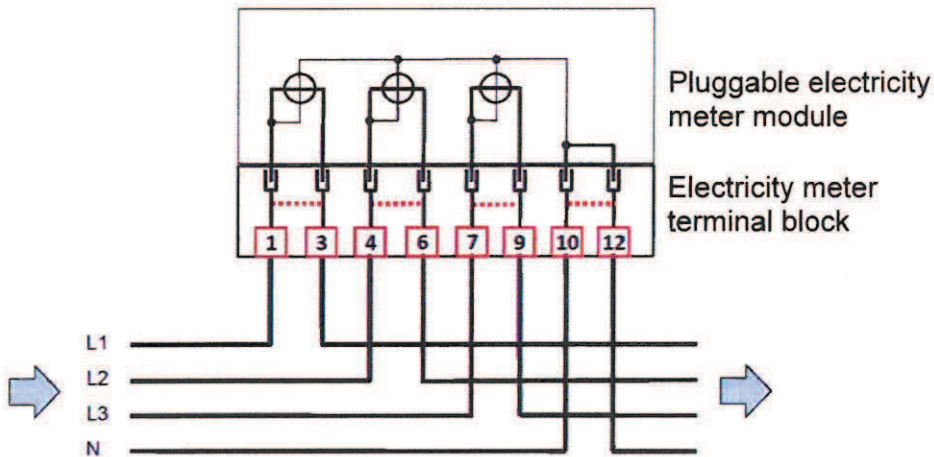 Pluggable electricity
meter module
Electricity meter
terminal block
1 3 4 6 7 9 10 12
L1
L2
L3
N